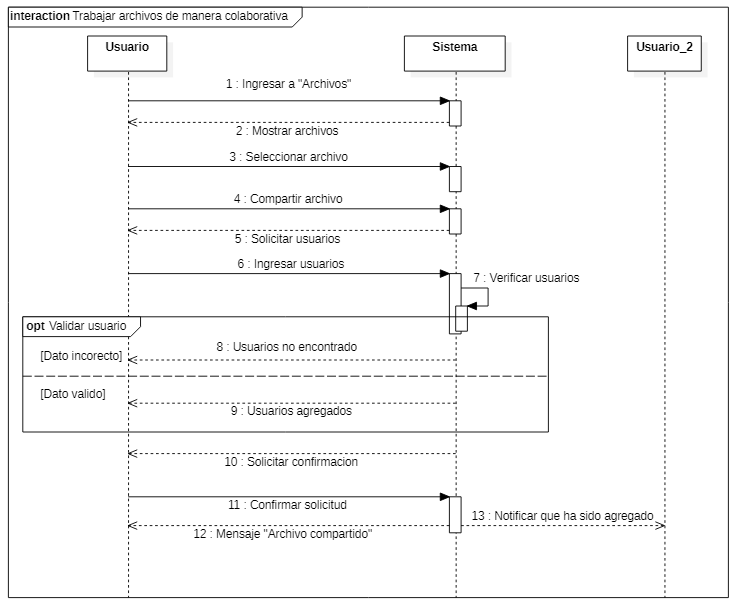 interaction Trabajar archivos de manera colaborativa
Usuario
Sistema
Usuario_2
1 : Ingresar a "Archivos"
2 : Mostrar archivos
3 : Seleccionar archivo
4 : Compartir archivo
5 : Solicitar usuarios
6 : Ingresar usuarios
7 : Verificar usuarios
opt Validar usuario
8 : Usuarios no encontrado
[Dato incorecto]
[Dato valido]
9 : Usuarios agregados
10 : Solicitar confirmacion
11 : Confirmar solicitud
13 : Notificar que ha sido agregado
12 : Mensaje "Archivo compartido"